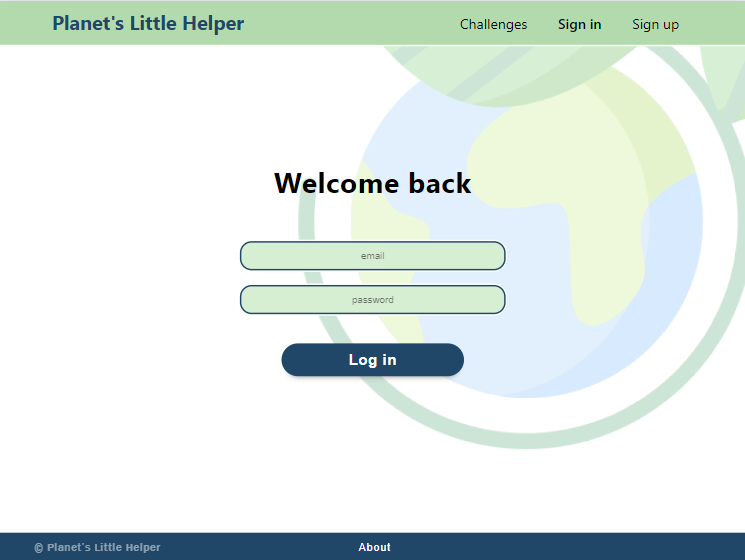 Planet's Little Helper
Challenges
Sign in
Sign up
Welcome back
email
password
Log in
© Planet's Little Helper
About